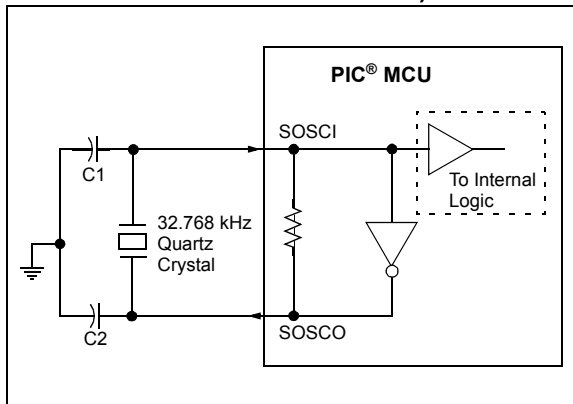 PIC® MCU
SOSCI
C1
To Internal
Logic
32.768 kHz
Quartz
Crystal
SOSCO
C2